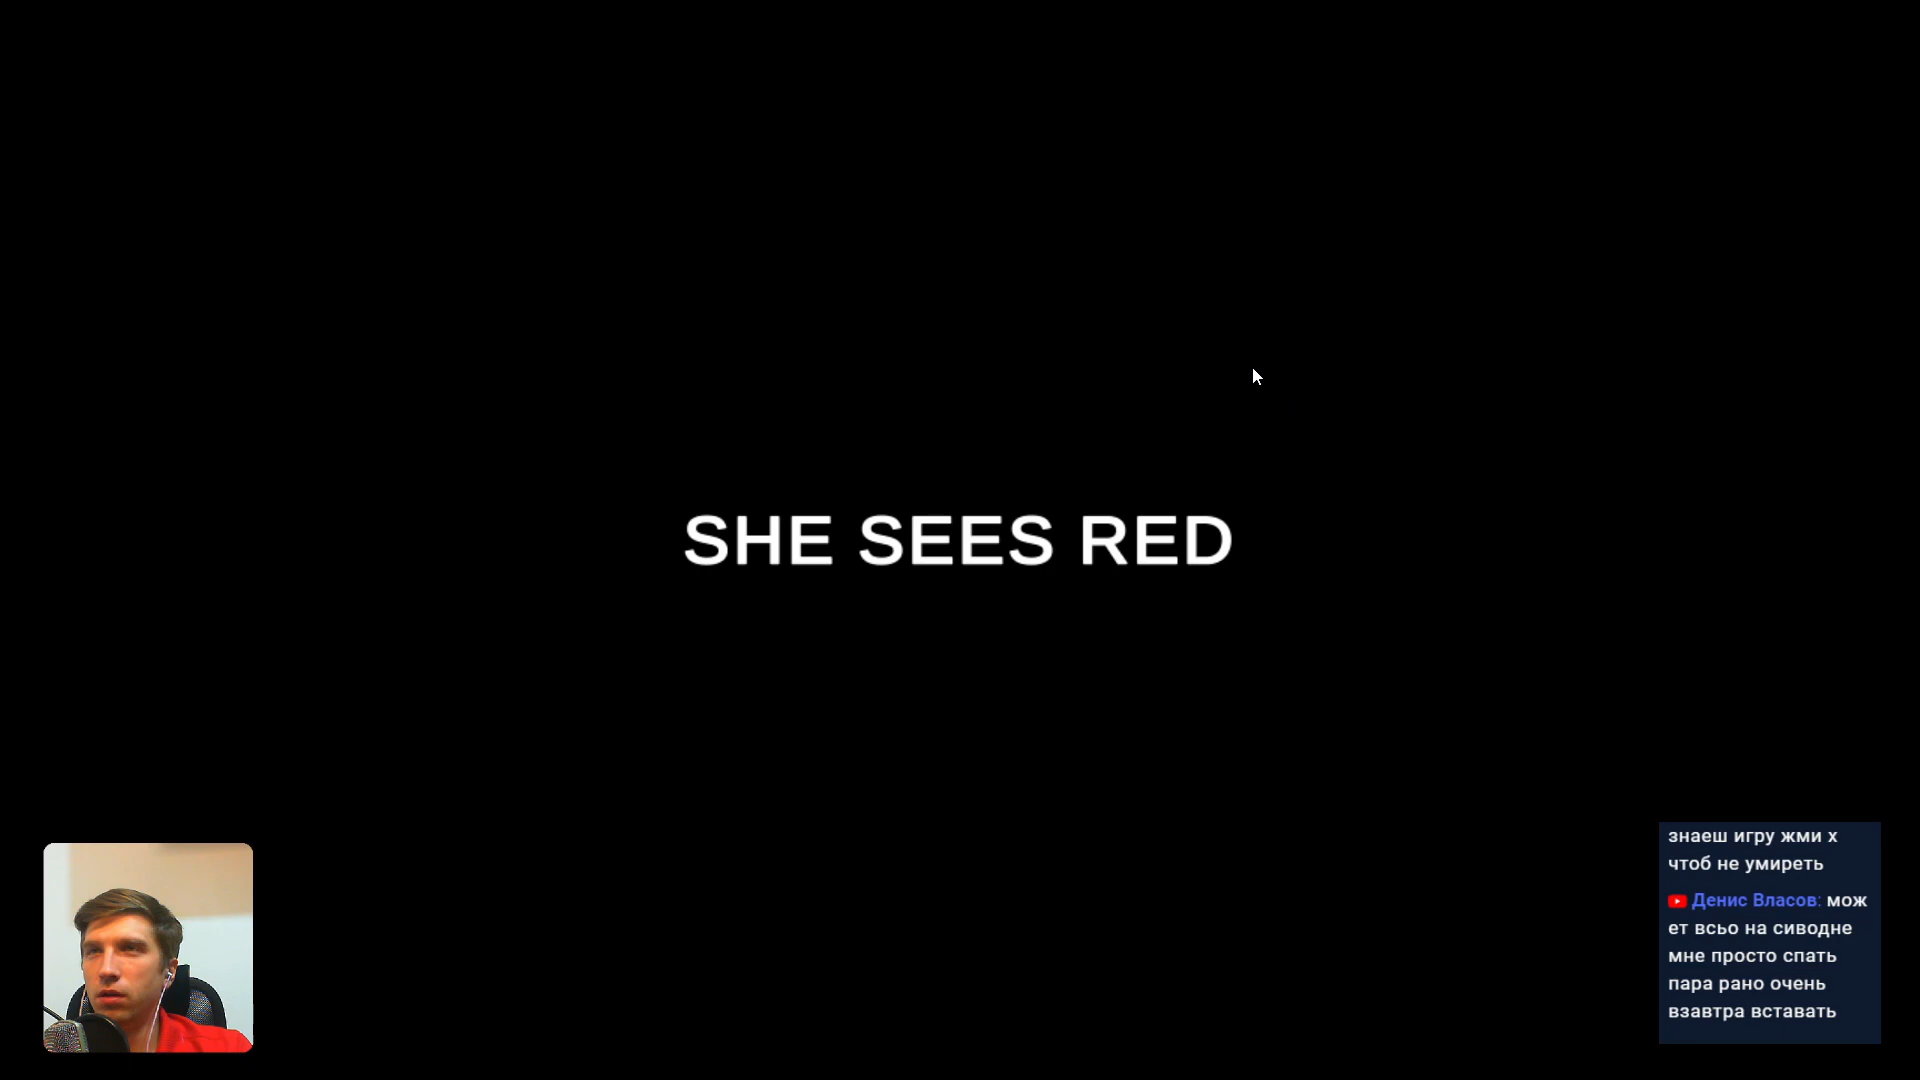 SHE SEES RED
знаеш игру жми х
чтоб не умиреть
Денис Власов: мож
ет всьо на сиводне
мне просто спать
пара рано очень
взавтра вставать